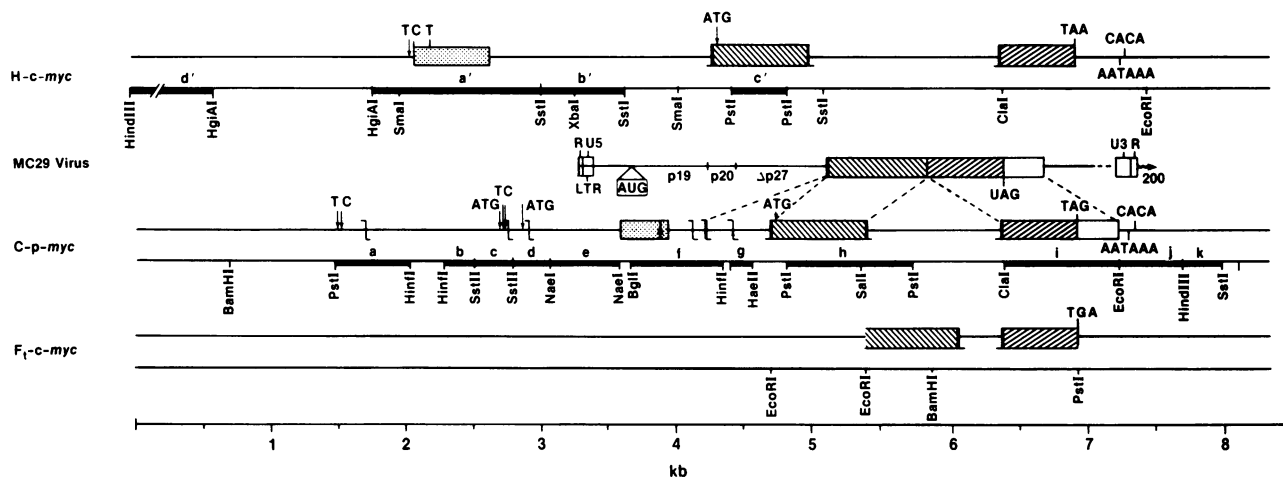 TC T
ATG
TAA
CACA
H-c-myc
AATAAA
d′ a′ b′ c′
HindIII HgiAI HgiAI SmaI SstI XbaI SstI SmaI PstI PstI SstI ClaI EcoRI
R U5
U3 R
MC29 Virus
p19 p20 Δp27
200
LTR AUG
UAG
T C ATG TC ATG ATG TAG CACA
C-p-myc
AATAAA
a b c d e f g h i j k
BamHI PstI HinfI HinfI SstII SstII NaeI NaeI BglI HinfI HaeII PstI SalI PstI ClaI EcoRI HindIII SstI
TGA
Ft-c-myc
EcoRI EcoRI BamHI PstI
1 2 3 4 5 6 7 8
kb